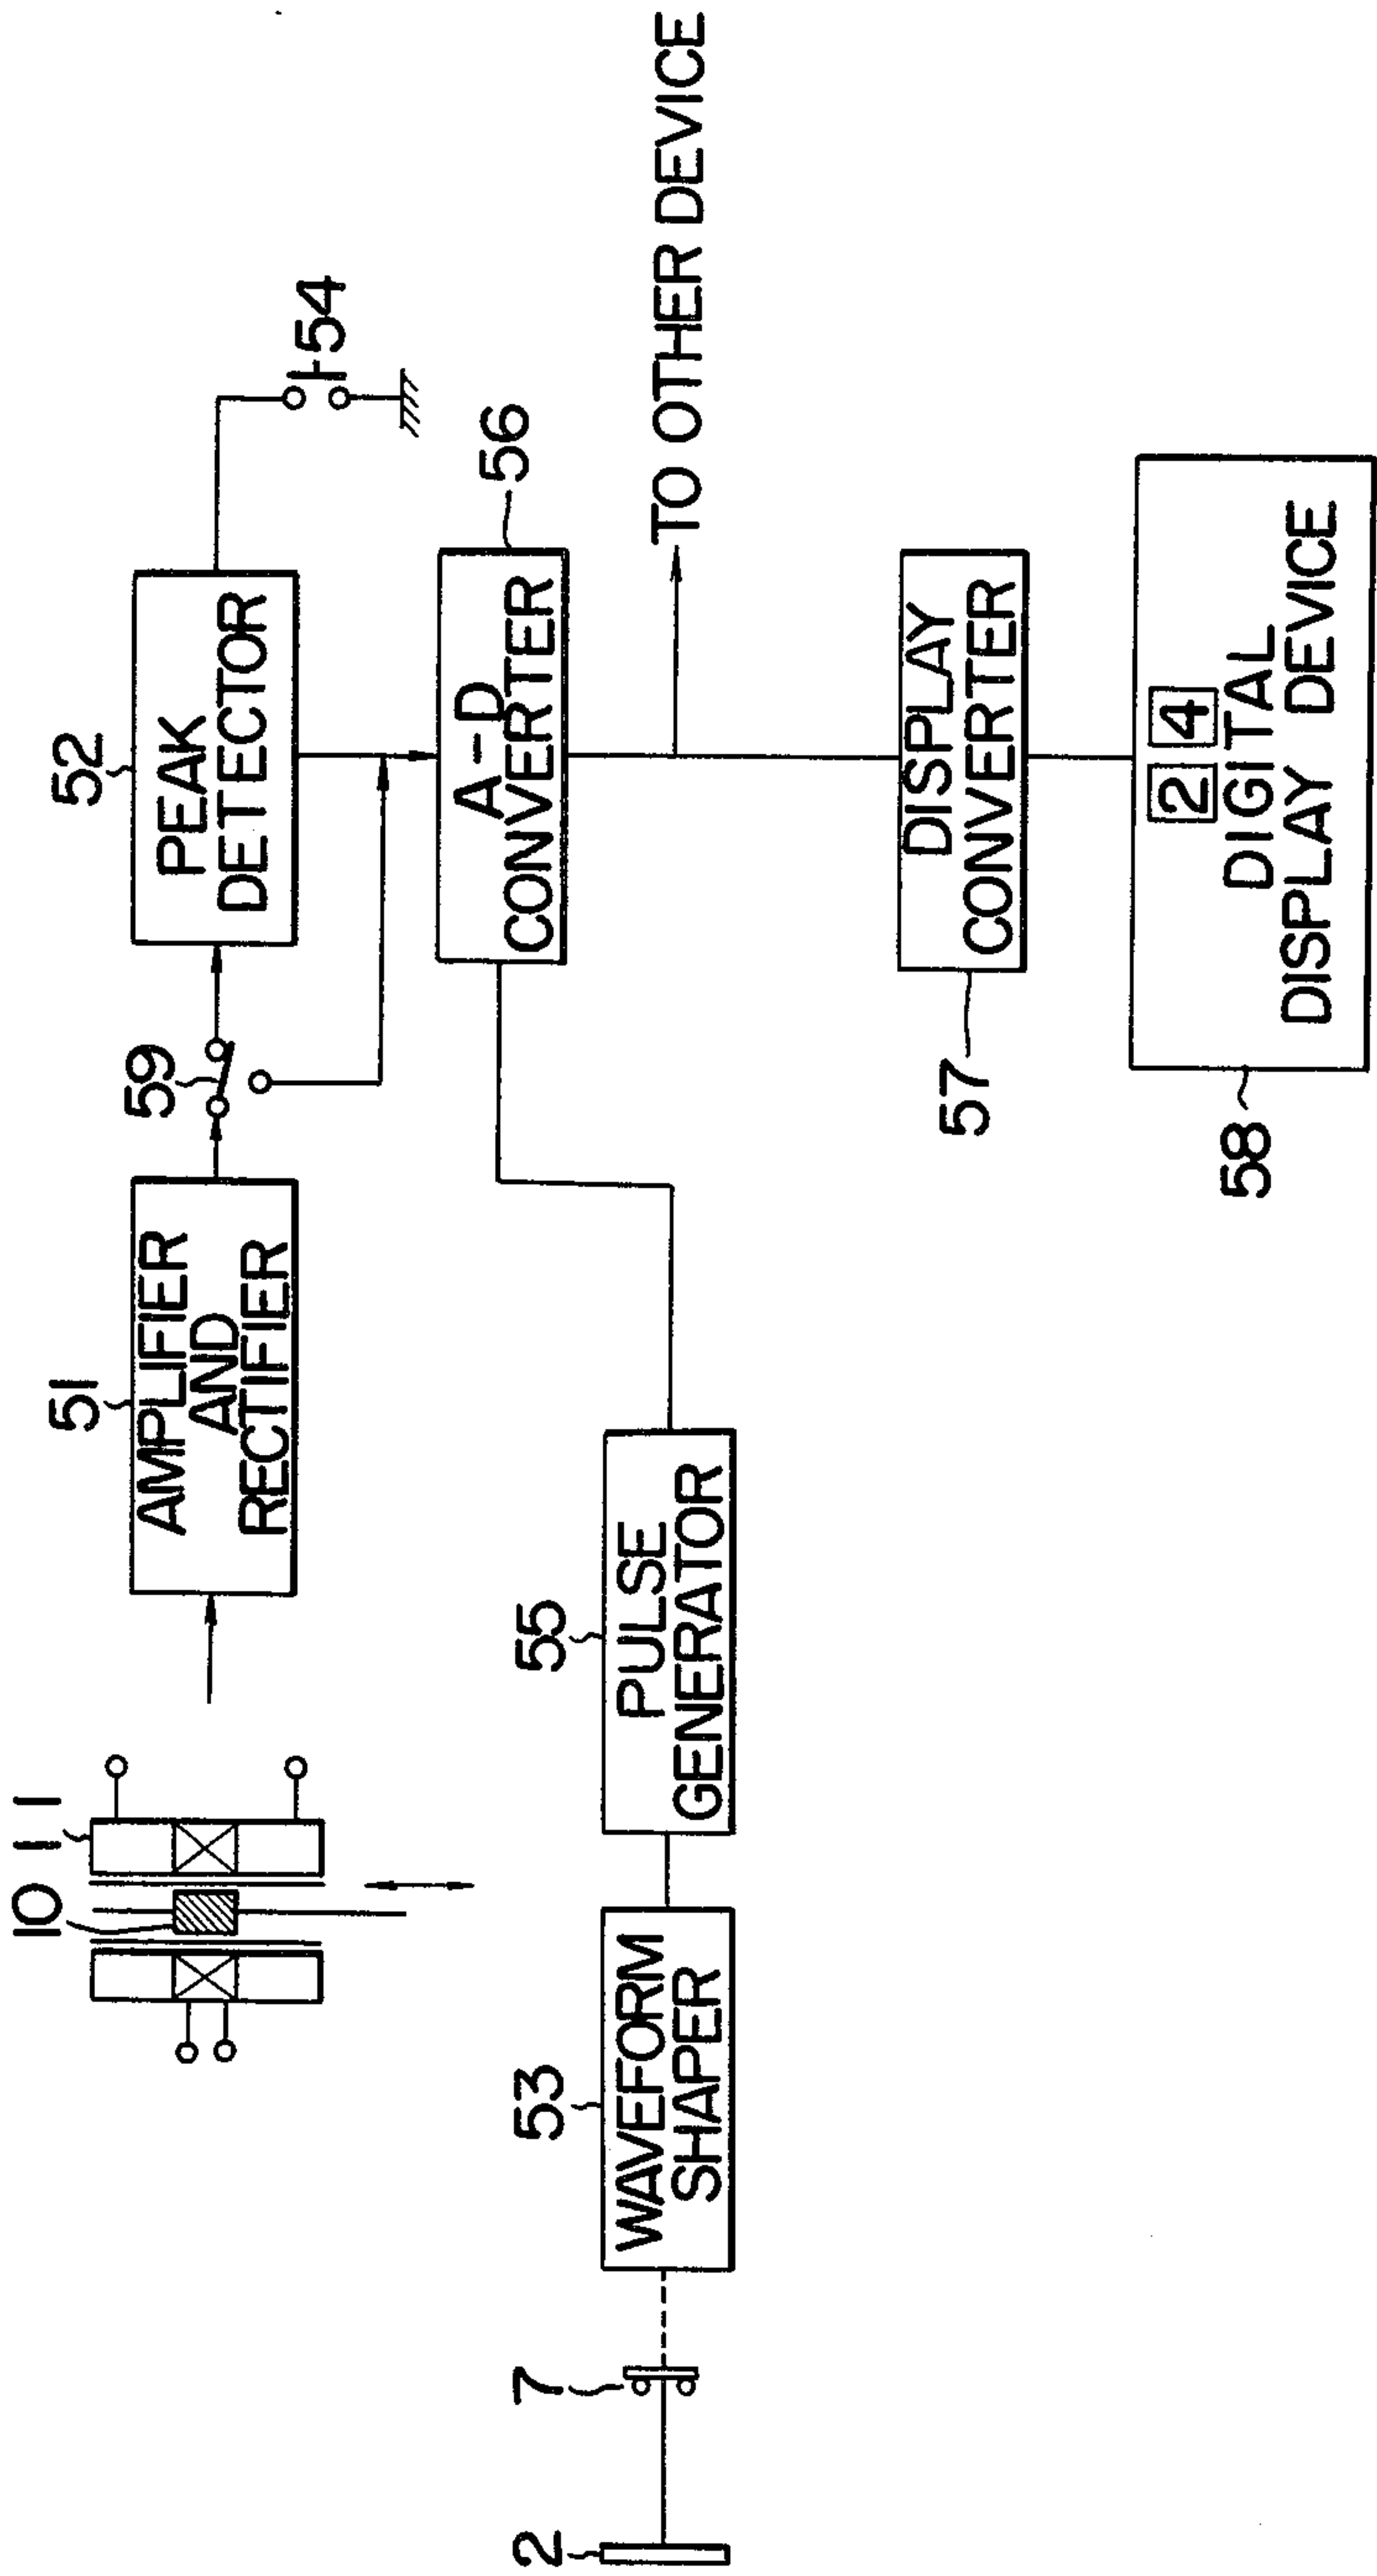 10
11
51
AMPLIFIER
AND
RECTIFIER
59
52
PEAK
DETECTOR
54
2
7
53
WAVEFORM
SHAPER
55
PULSE
GENERATOR
56
A-D
CONVERTER
TO OTHER DEVICE
57
DISPLAY
CONVERTER
58
2 4
DIGITAL
DISPLAY DEVICE